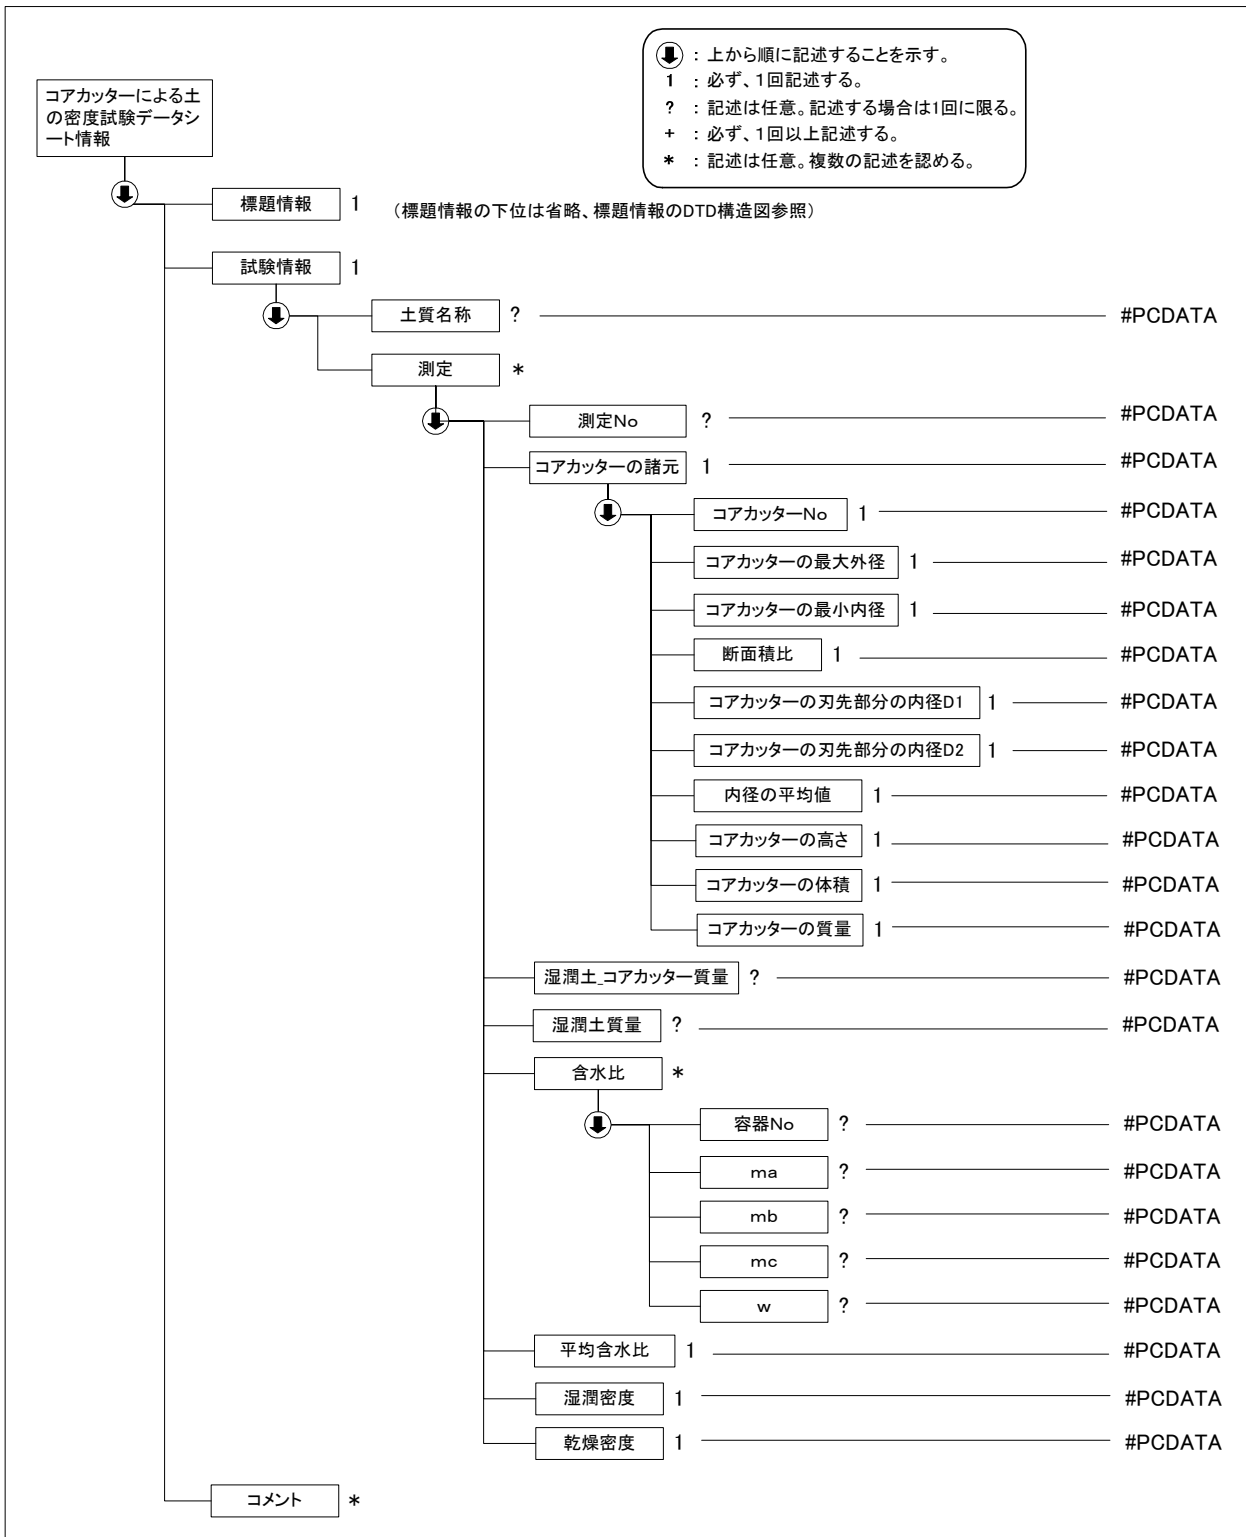 ：上から順に記述することを示す。
1 ：必ず、1回記述する。
? ：記述は任意。記述する場合は1回に限る。
+ ：必ず、1回以上記述する。
* ：記述は任意。複数の記述を認める。
コアカッターによる土
の密度試験データシ
ート情報
標題情報 1 （標題情報の下位は省略、標題情報のDTD構造図参照）
試験情報 1
土質名称 ? #PCDATA
測定 *
測定No ? #PCDATA
コアカッターの諸元 1 #PCDATA
コアカッターNo 1 #PCDATA
コアカッターの最大外径 1 #PCDATA
コアカッターの最小内径 1 #PCDATA
断面積比 1 #PCDATA
コアカッターの刃先部分の内径D1 1 #PCDATA
コアカッターの刃先部分の内径D2 1 #PCDATA
内径の平均値 1 #PCDATA
コアカッターの高さ 1 #PCDATA
コアカッターの体積 1 #PCDATA
コアカッターの質量 1 #PCDATA
湿潤土_コアカッター質量 ? #PCDATA
湿潤土質量 ? #PCDATA
含水比 *
容器No ? #PCDATA
ｍａ ? #PCDATA
ｍｂ ? #PCDATA
ｍｃ ? #PCDATA
ｗ ? #PCDATA
平均含水比 1 #PCDATA
湿潤密度 1 #PCDATA
乾燥密度 1 #PCDATA
コメント *